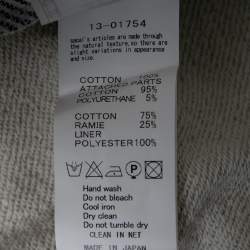 13-01754
sacai's articles are made through
the natural texture, so there are
slight variations in appearance
and size.
COTTON 100%
ATTACHED PARTS
COTTON 95%
POLYURETHANE 5%
COTTON 75%
RAMIE 25%
LINER
POLYESTER 100%
Hand wash
Do not bleach
Cool iron
Dry clean
Do not tumble dry
CLEAN IN NET
MADE IN JAPAN